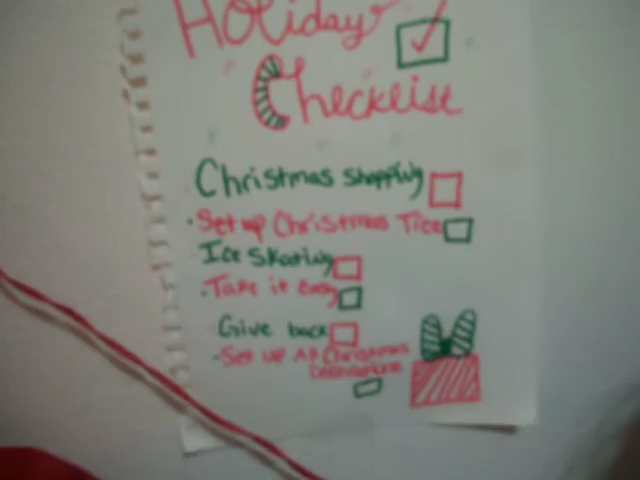 Holiday
Checklist
Christmas shopping
· Set up Christmas Tree
Ice Skating
· Take it easy
Give back
- Set up All Christmas
Decorations